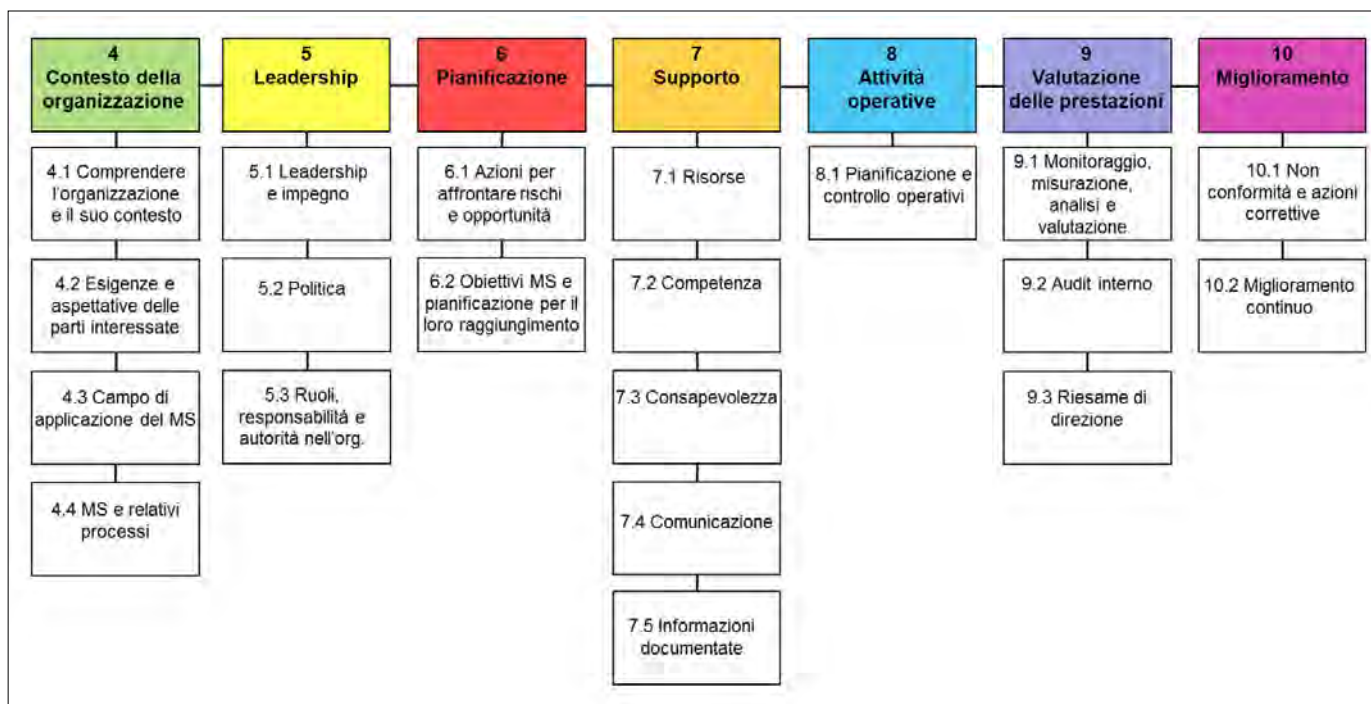 4
Contesto della
organizzazione
4.1 Comprendere
l'organizzazione
e il suo contesto
4.2 Esigenze e
aspettative delle
parti interessate
4.3 Campo di
applicazione del MS
4.4 MS e relativi
processi
5
Leadership
5.1 Leadership
e impegno
5.2 Politica
5.3 Ruoli,
responsabilità e
autorità nell'org.
6
Pianificazione
6.1 Azioni per
affrontare rischi
e opportunità
6.2 Obiettivi MS e
pianificazione per il
loro raggiungimento
7
Supporto
7.1 Risorse
7.2 Competenza
7.3 Consapevolezza
7.4 Comunicazione
7.5 Informazioni
documentate
8
Attività
operative
8.1 Pianificazione e
controllo operativi
9
Valutazione
delle prestazioni
9.1 Monitoraggio,
misurazione,
analisi e
valutazione
9.2 Audit interno
9.3 Riesame di
direzione
10
Miglioramento
10.1 Non
conformità e azioni
correttive
10.2 Miglioramento
continuo